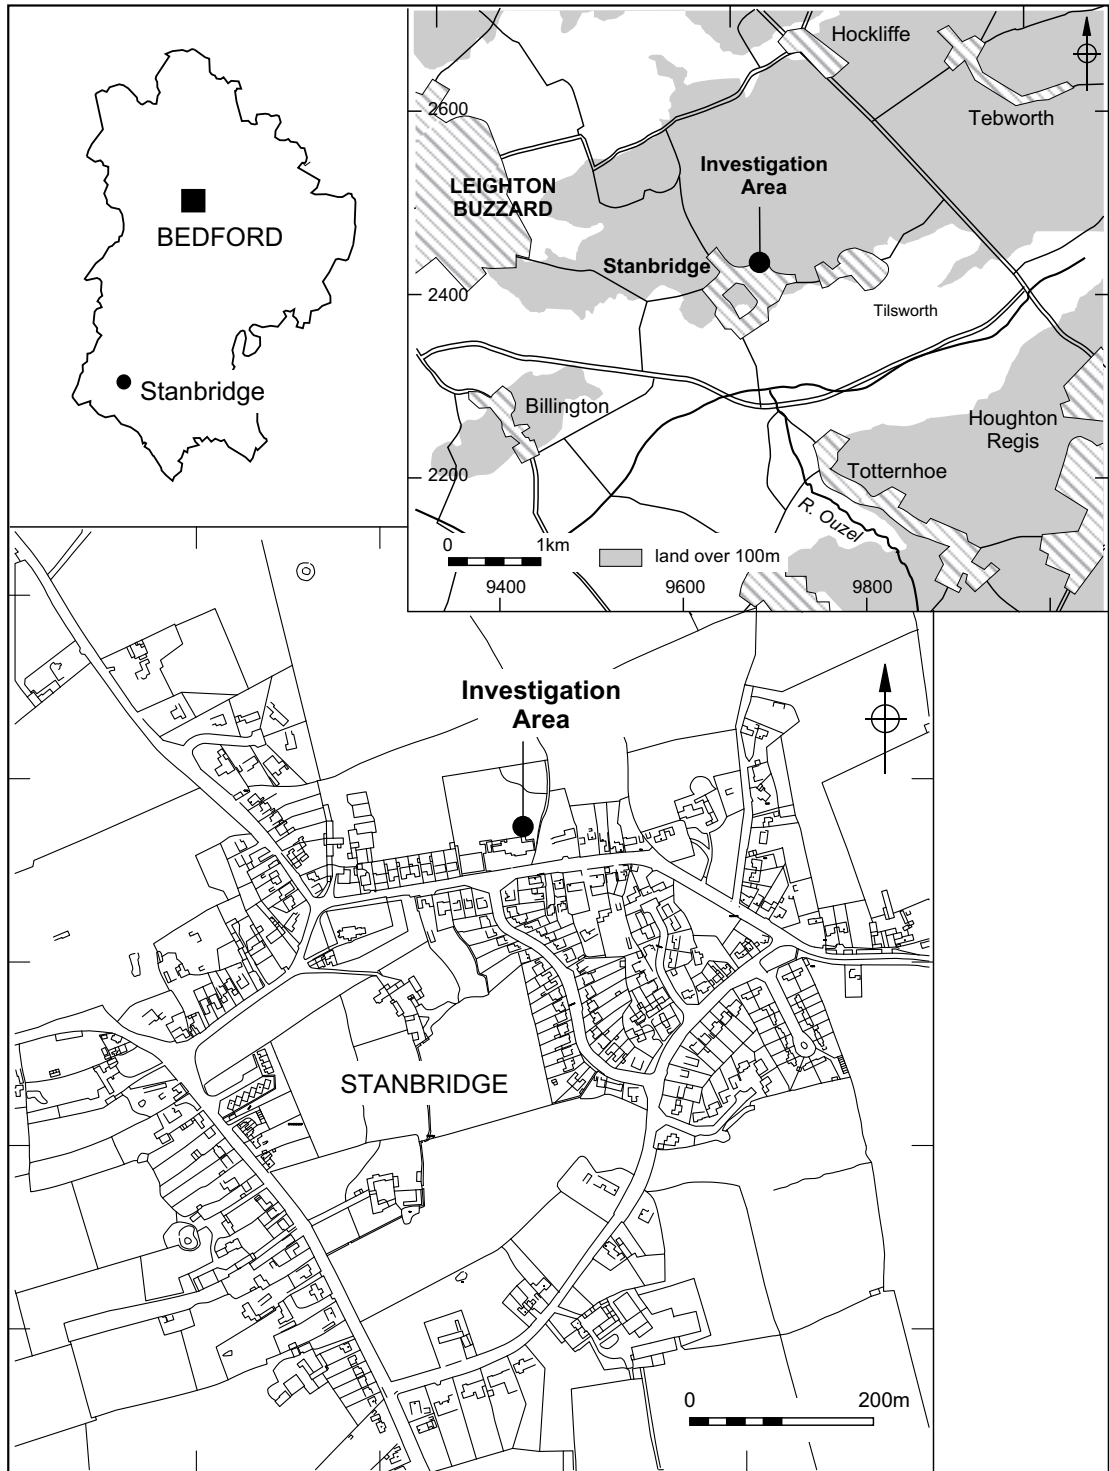 BEDFORD
Stanbridge
Hockliffe
2600
Tebworth
Investigation
Area
LEIGHTON
BUZZARD
Stanbridge
2400
Tilsworth
Billington
Houghton
Regis
2200
Totternhoe
R. Ouzel
0 1km
land over 100m
9400 9600 9800
Investigation
Area
STANBRIDGE
0 200m